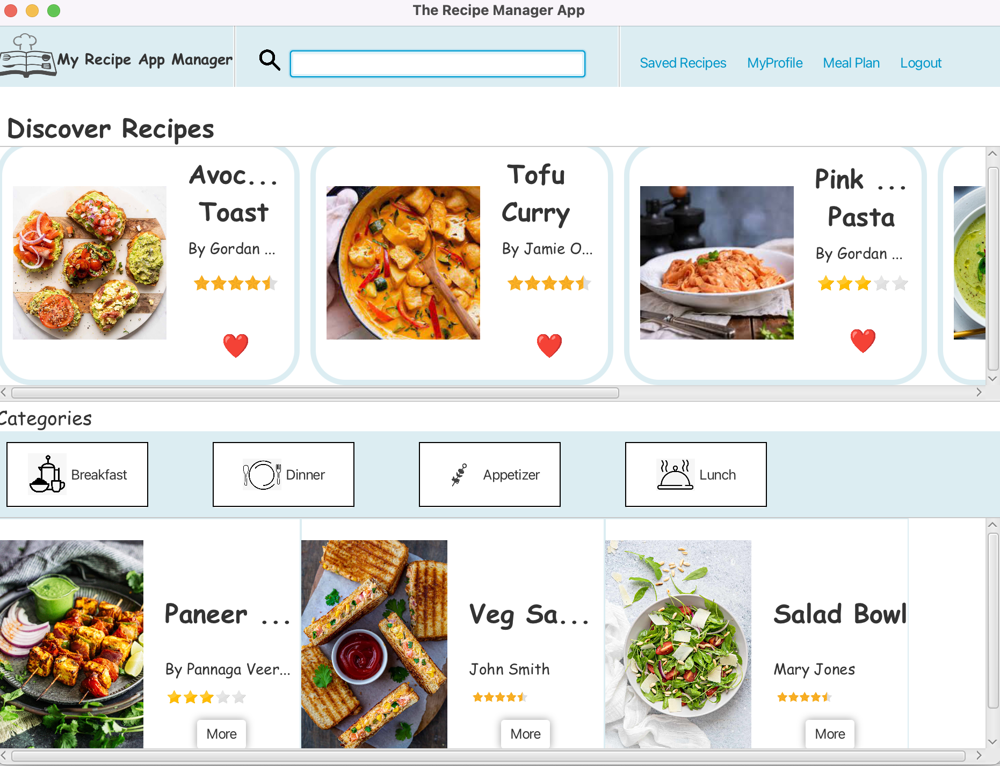 The Recipe Manager App
My Recipe App Manager
Saved Recipes
MyProfile
Meal Plan
Logout
Discover Recipes
Avoc...
Toast
By Gordan ...
Tofu
Curry
By Jamie O...
Pink ...
Pasta
By Gordan ...
Categories
Breakfast
Dinner
Appetizer
Lunch
Paneer ...
By Pannaga Veer...
More
Veg Sa...
John Smith
More
Salad Bowl
Mary Jones
More